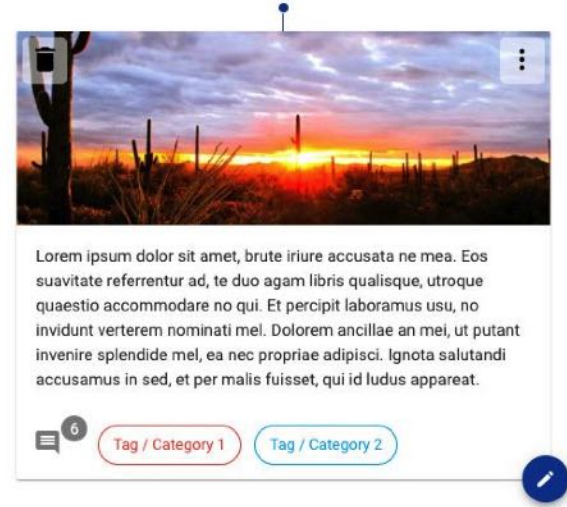 Lorem ipsum dolor sit amet, brute iriure accusata ne mea. Eos
suavitate referrentur ad, te duo agam libris qualisque, utroque
quaestio accommodare no qui. Et percipit laboramus usu, no
invidunt verterem nominati mel. Dolorem ancillae an mei, ut putant
invenire splendide mel, ea nec propriae adipisci. Ignota salutandi
accusamus in sed, et per malis fuisset, qui id ludus appareat.
6
Tag / Category 1
Tag / Category 2